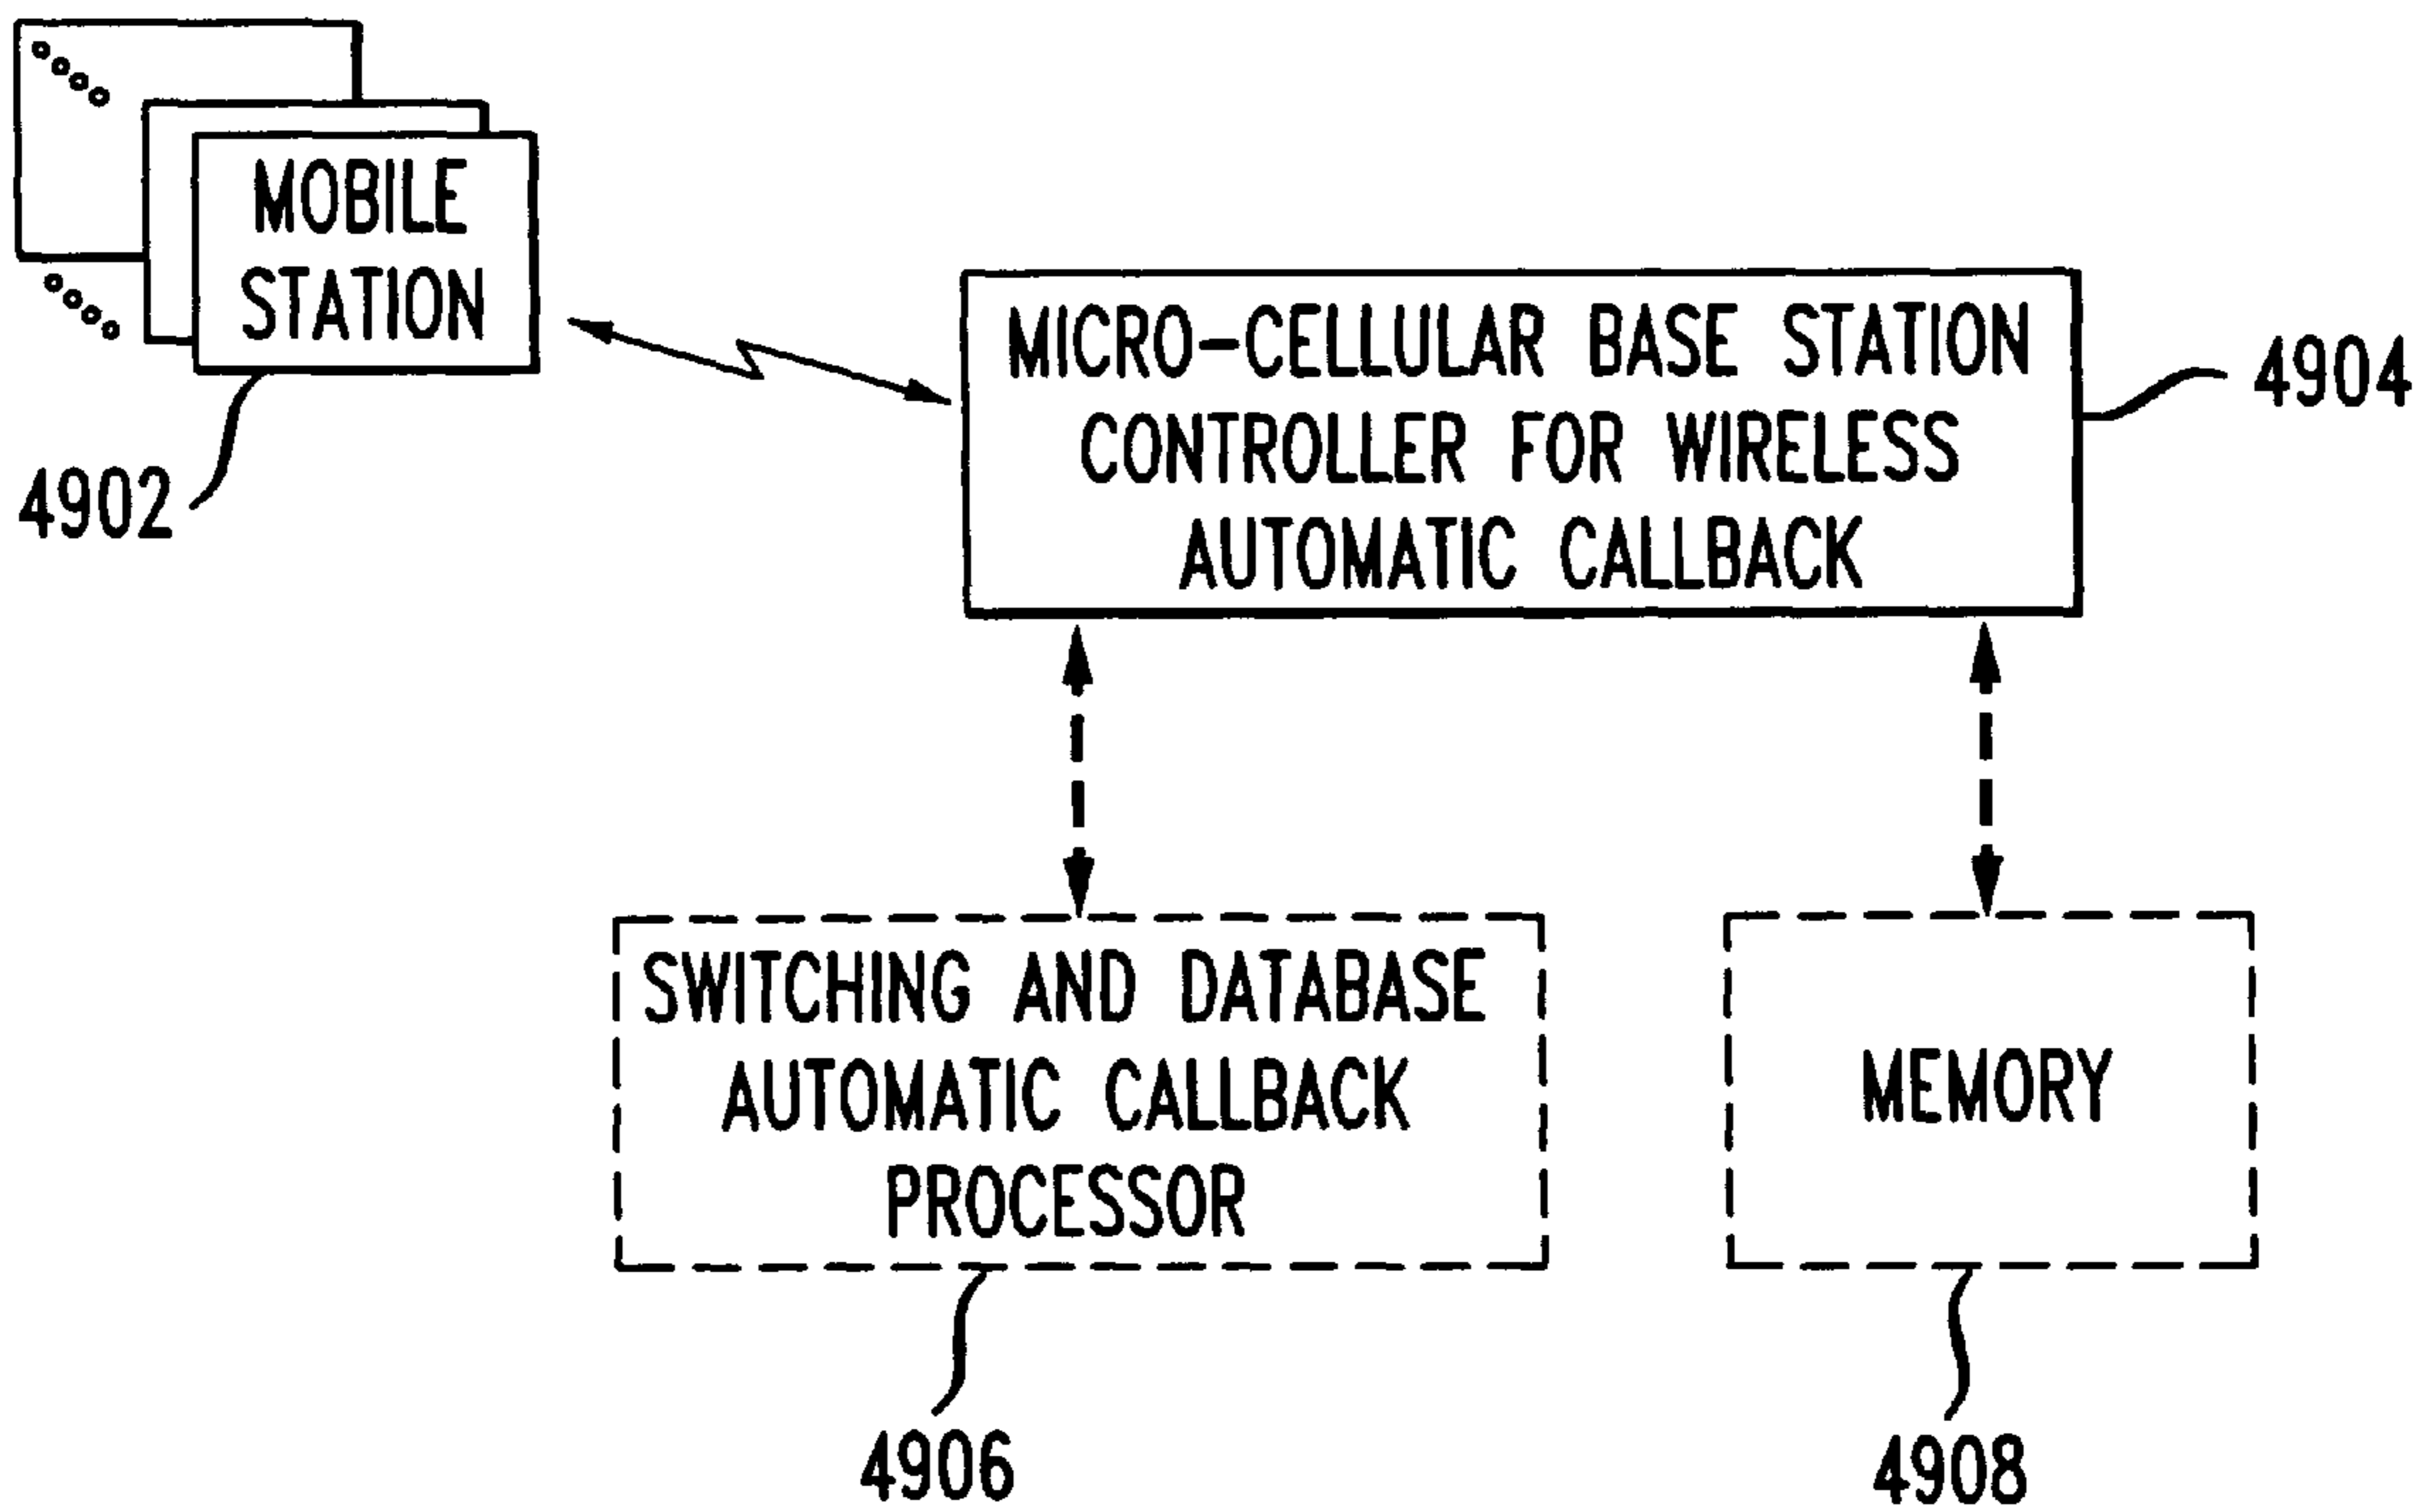 MOBILE
STATION
4902
MICRO-CELLULAR BASE STATION
CONTROLLER FOR WIRELESS
AUTOMATIC CALLBACK
4904
SWITCHING AND DATABASE
AUTOMATIC CALLBACK
PROCESSOR
4906
MEMORY
4908